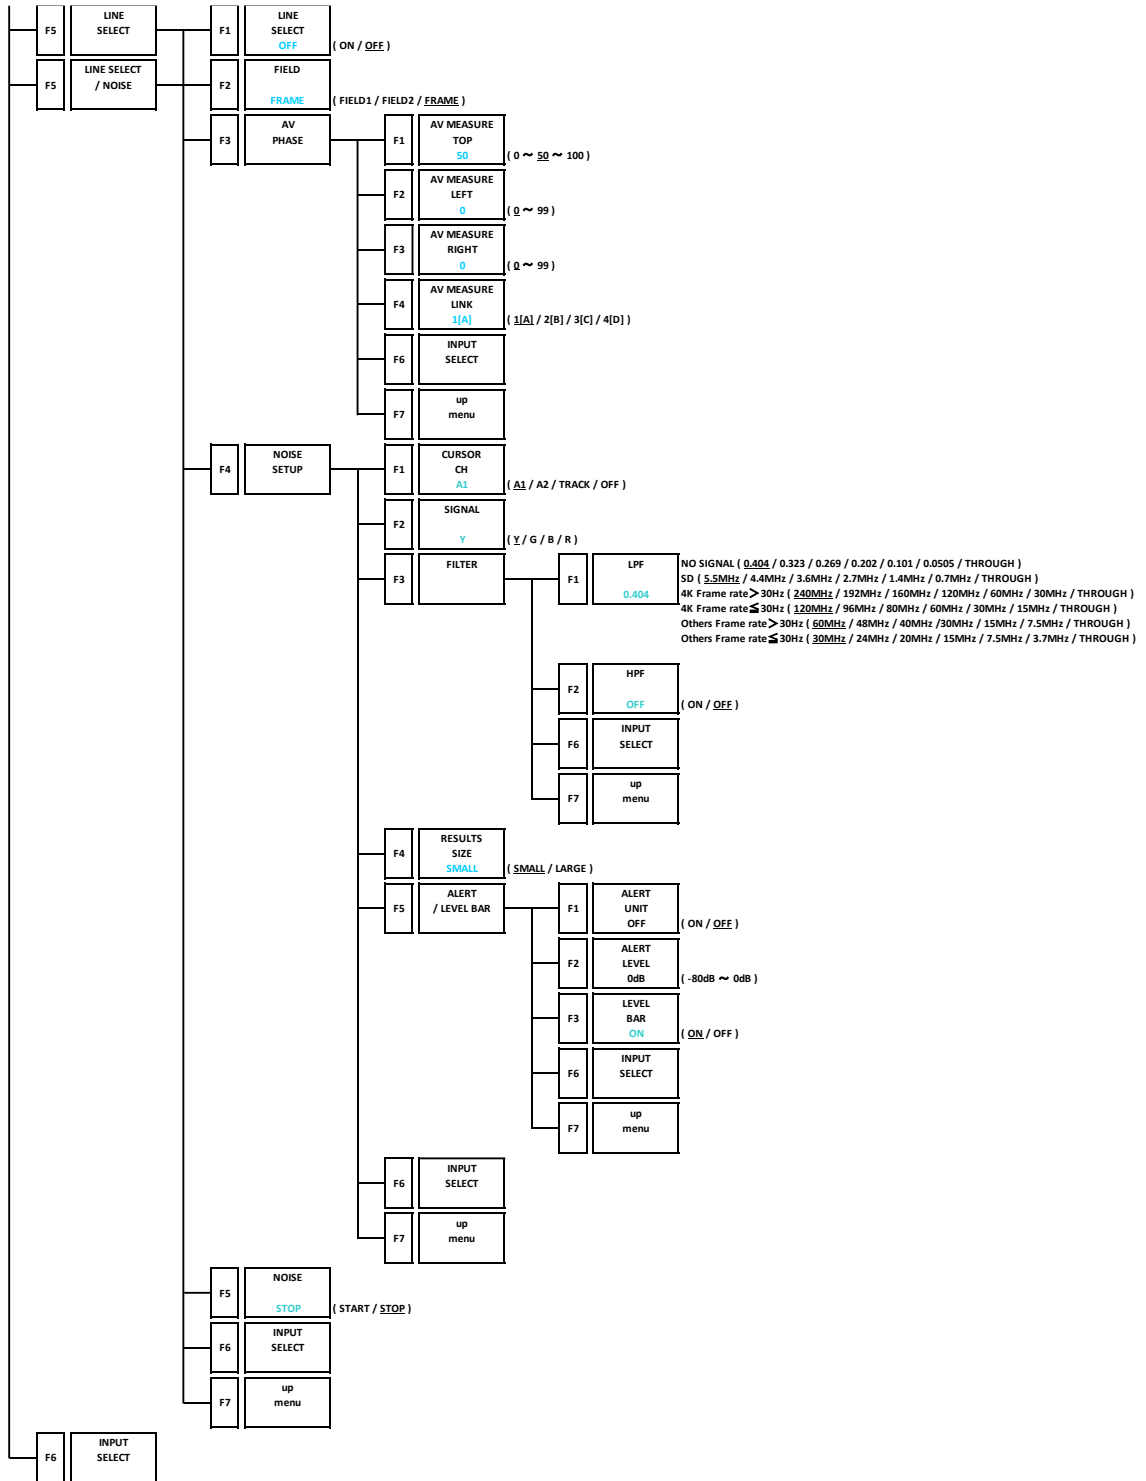 F5
LINE
SELECT
F1
LINE
SELECT
OFF
( ON / OFF )
F5
LINE SELECT
/ NOISE
F2
FIELD
FRAME
( FIELD1 / FIELD2 / FRAME )
F3
AV
PHASE
F1
AV MEASURE
TOP
50
( 0 ~ 50 ~ 100 )
F2
AV MEASURE
LEFT
0
( 0 ~ 99 )
F3
AV MEASURE
RIGHT
0
( 0 ~ 99 )
F4
AV MEASURE
LINK
1[A]
( 1[A] / 2[B] / 3[C] / 4[D] )
F6
INPUT
SELECT
F7
up
menu
F4
NOISE
SETUP
F1
CURSOR
CH
A1
( A1 / A2 / TRACK / OFF )
F2
SIGNAL
Y
( Y / G / B / R )
F3
FILTER
F1
LPF
0.404
NO SIGNAL ( 0.404 / 0.323 / 0.269 / 0.202 / 0.101 / 0.0505 / THROUGH )
SD ( 5.5MHz / 4.4MHz / 3.6MHz / 2.7MHz / 1.4MHz / 0.7MHz / THROUGH )
4K Frame rate>30Hz ( 240MHz / 192MHz / 160MHz / 120MHz / 60MHz / 30MHz / THROUGH )
4K Frame rate≦30Hz ( 120MHz / 96MHz / 80MHz / 60MHz / 30MHz / 15MHz / THROUGH )
Others Frame rate>30Hz ( 60MHz / 48MHz / 40MHz /30MHz / 15MHz / 7.5MHz / THROUGH )
Others Frame rate≦30Hz ( 30MHz / 24MHz / 20MHz / 15MHz / 7.5MHz / 3.7MHz / THROUGH )
F2
HPF
OFF
( ON / OFF )
F6
INPUT
SELECT
F7
up
menu
F4
RESULTS
SIZE
SMALL
( SMALL / LARGE )
F5
ALERT
/ LEVEL BAR
F1
ALERT
UNIT
OFF
( ON / OFF )
F2
ALERT
LEVEL
0dB
( -80dB ~ 0dB )
F3
LEVEL
BAR
ON
( ON / OFF )
F6
INPUT
SELECT
F7
up
menu
F6
INPUT
SELECT
F7
up
menu
F5
NOISE
STOP
( START / STOP )
F6
INPUT
SELECT
F7
up
menu
F6
INPUT
SELECT